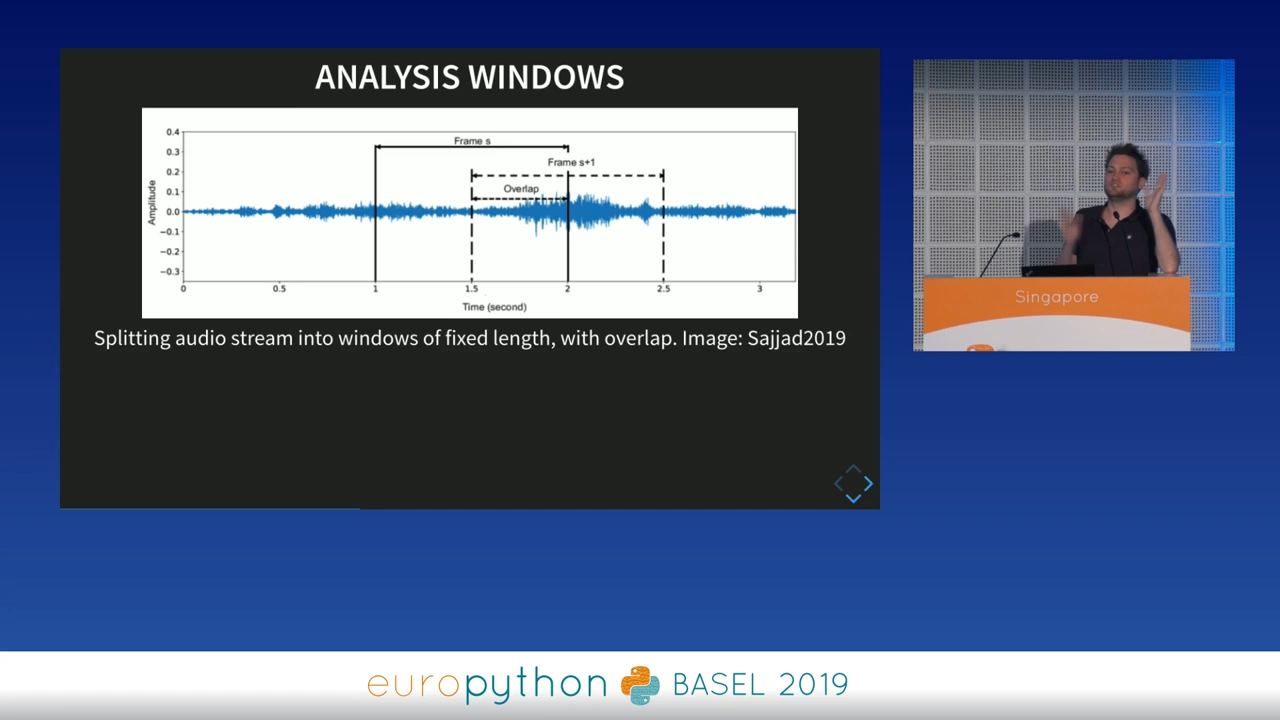 ANALYSIS WINDOWS
0.4
0.3
0.2
0.1
0.0
−0.1
−0.2
−0.3
Amplitude
Frame s
Frame s+1
Overlap
0 0.5 1 1.5 2 2.5 3
Time (second)
Splitting audio stream into windows of fixed length, with overlap. Image: Sajjad2019
Singapore
europython BASEL 2019